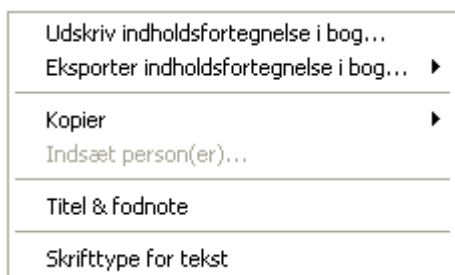 Udskriv indholdsfortegnelse i bog...
Eksporter indholdsfortegnelse i bog...
Kopier
Indsæt person(er)...
Titel & fodnote
Skrifttype for tekst